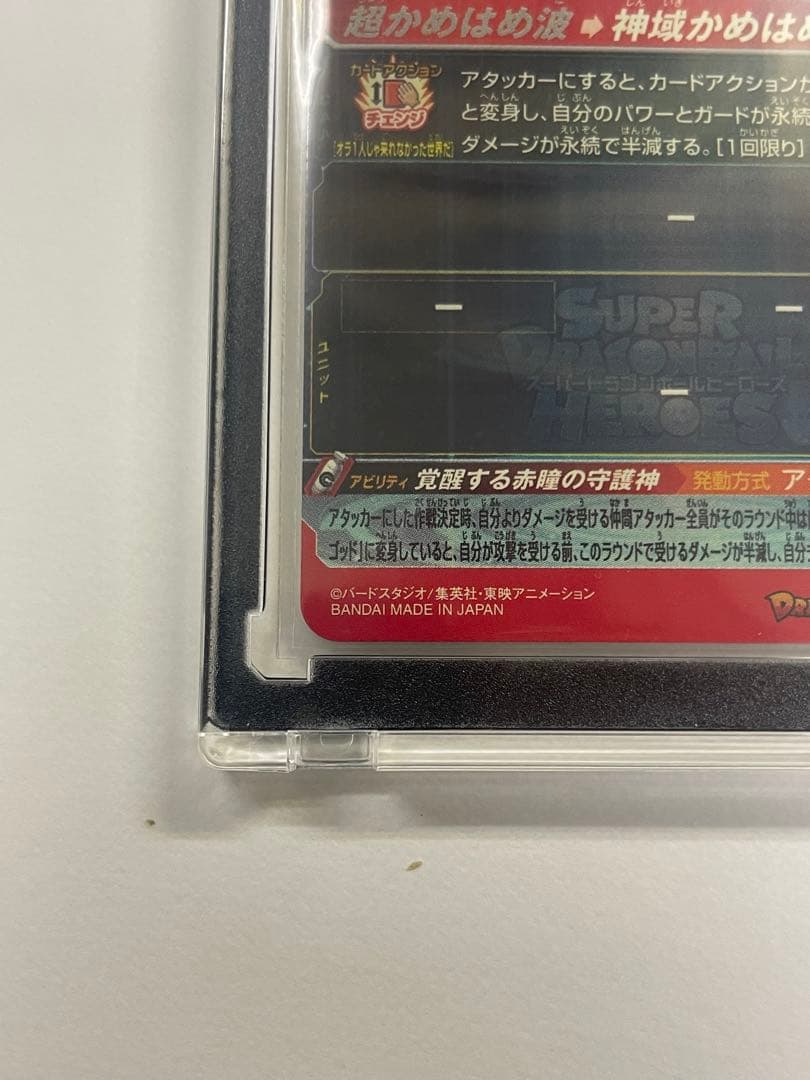 超かめはめ波➡神域かめはめ
カードアクション
チェンジ
[オラ1人じゃ来れなかった世界だ]
アタッカーにすると、カードアクションが
と変身し、自分のパワーとガードが永続
ダメージが永続で半減する。[1回限り]
ー
ー ー
ユニット
ー
SUPER
DRAGONBALL
スーパードラゴンボールヒーローズ
HEROES
アビリティ 覚醒する赤瞳の守護神 発動方式 ア
アタッカーにした作戦決定時、自分よりダメージを受ける仲間アタッカー全員がそのラウンド中は
ゴッド」に変身していると、自分が攻撃を受ける前、このラウンドで受けるダメージが半減し、自分
©バードスタジオ/集英社・東映アニメーション
BANDAI MADE IN JAPAN